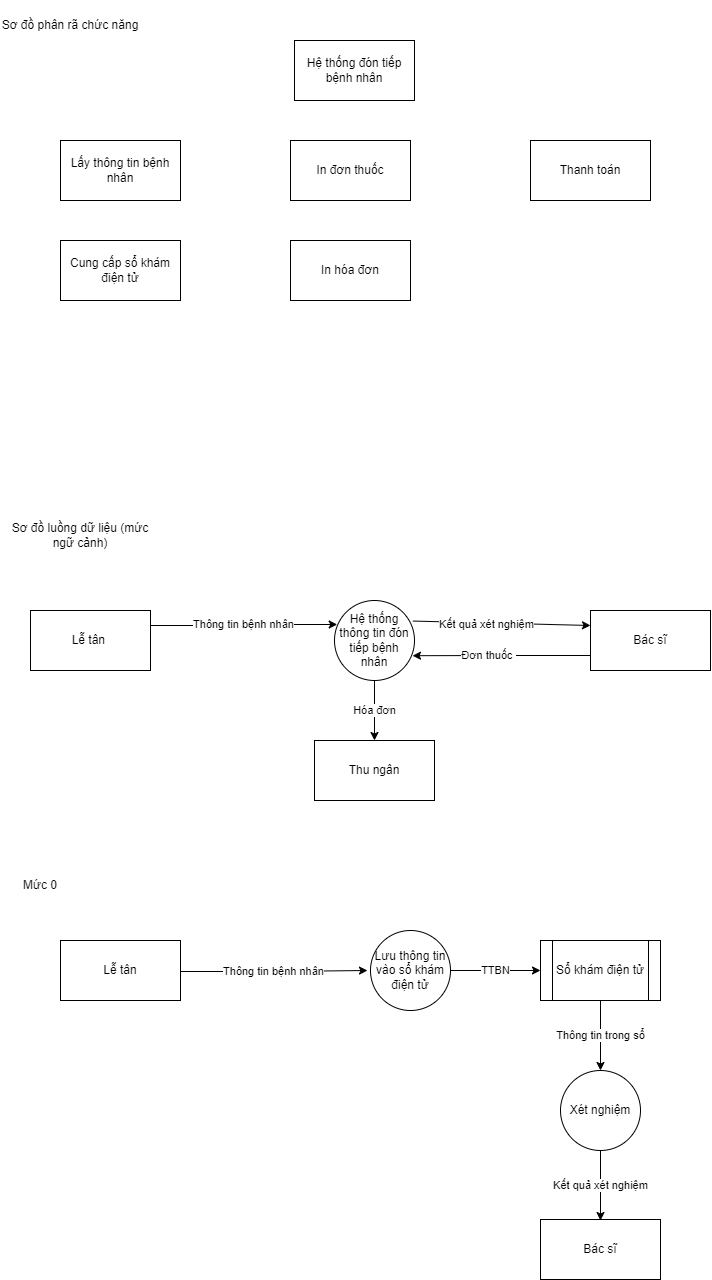 Sơ đồ phân rã chức năng
Hệ thống đón tiếp
bệnh nhân
Lấy thông tin bệnh
nhân
In đơn thuốc
Thanh toán
Cung cấp sổ khám
điện tử
In hóa đơn
Sơ đồ luồng dữ liệu (mức
ngữ cảnh)
Lễ tân
Thông tin bệnh nhân
Hệ thống
thông tin đón
tiếp bệnh
nhân
Kết quả xét nghiệm
Đơn thuốc
Bác sĩ
Hóa đơn
Thu ngân
Mức 0
Lễ tân
Thông tin bệnh nhân
Lưu thông tin
vào sổ khám
điện tử
TTBN
Sổ khám điện tử
Thông tin trong sổ
Xét nghiệm
Kết quả xét nghiệm
Bác sĩ